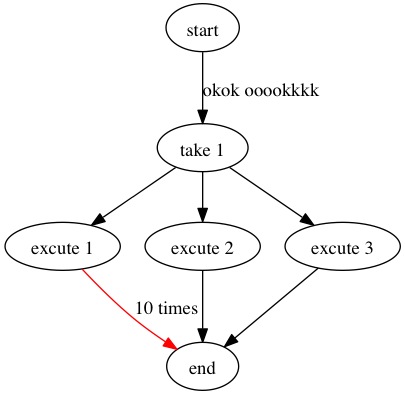 start
okok ooookkkk
take 1
excute 1
excute 2
excute 3
10 times
end